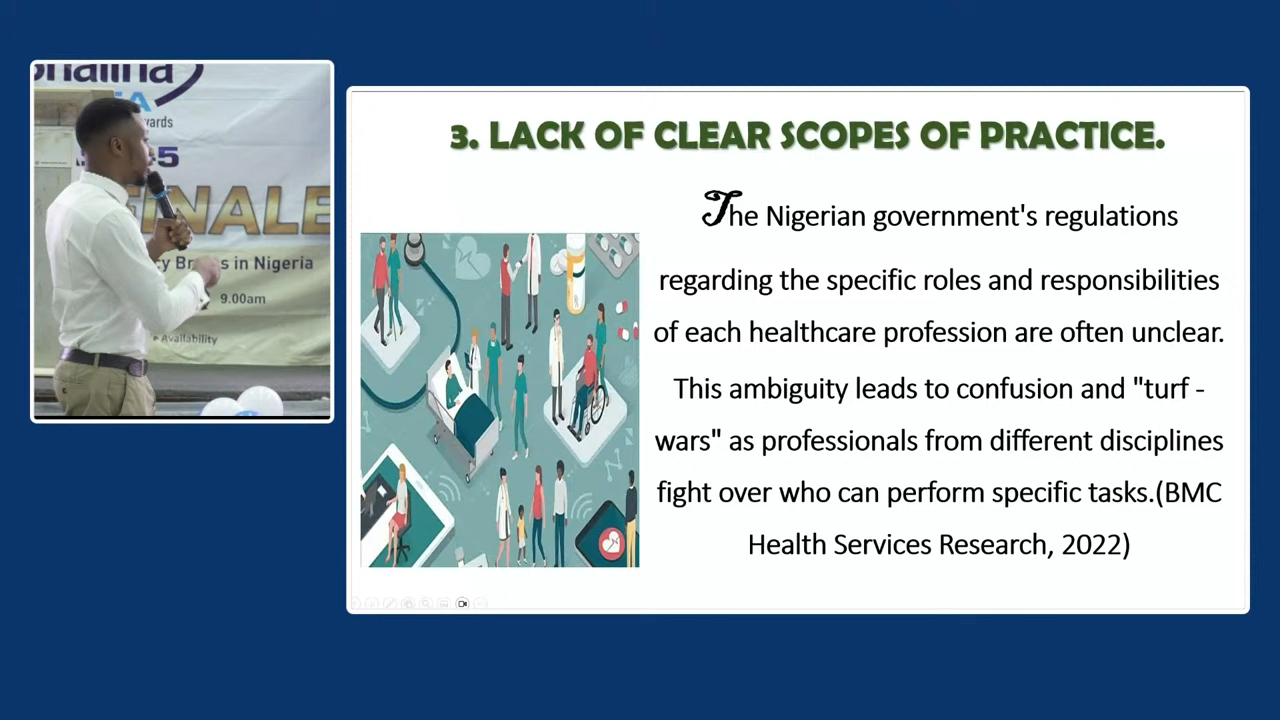 FINALE
in Nigeria
9.00am
Availability
3. LACK OF CLEAR SCOPES OF PRACTICE.
The Nigerian government's regulations
regarding the specific roles and responsibilities
of each healthcare profession are often unclear.
This ambiguity leads to confusion and "turf -
wars" as professionals from different disciplines
fight over who can perform specific tasks.(BMC
Health Services Research, 2022)